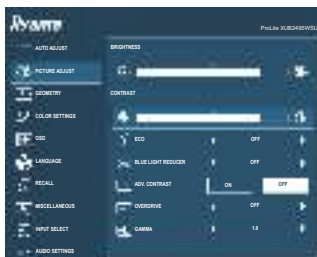 ProLite XUB2495WSU
AUTO ADJUST
PICTURE ADJUST
GEOMETRY
COLOR SETTINGS
OSD
LANGUAGE
RECALL
MISCELLANEOUS
INPUT SELECT
AUDIO SETTINGS
BRIGHTNESS
CONTRAST
ECO OFF
BLUE LIGHT REDUCER OFF
ADV. CONTRAST ON OFF
OVERDRIVE OFF
GAMMA